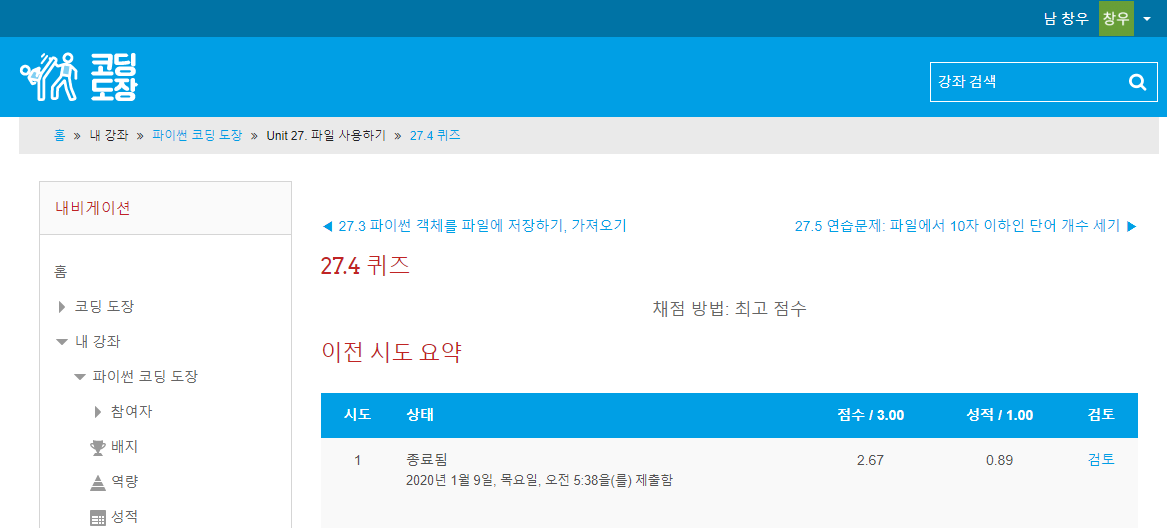 남 창우 창우
코딩
도장
강좌 검색
홈 » 내 강좌 » 파이썬 코딩 도장 » Unit 27. 파일 사용하기 » 27.4 퀴즈
내비게이션
홈
코딩 도장
내 강좌
파이썬 코딩 도장
참여자
배지
역량
성적
◀ 27.3 파이썬 객체를 파일에 저장하기, 가져오기
27.5 연습문제: 파일에서 10자 이하인 단어 개수 세기 ▶
27.4 퀴즈
채점 방법: 최고 점수
이전 시도 요약
시도 상태 점수 / 3.00 성적 / 1.00 검토
1 종료됨 2.67 0.89 검토
2020년 1월 9일, 목요일, 오전 5:38을(를) 제출함